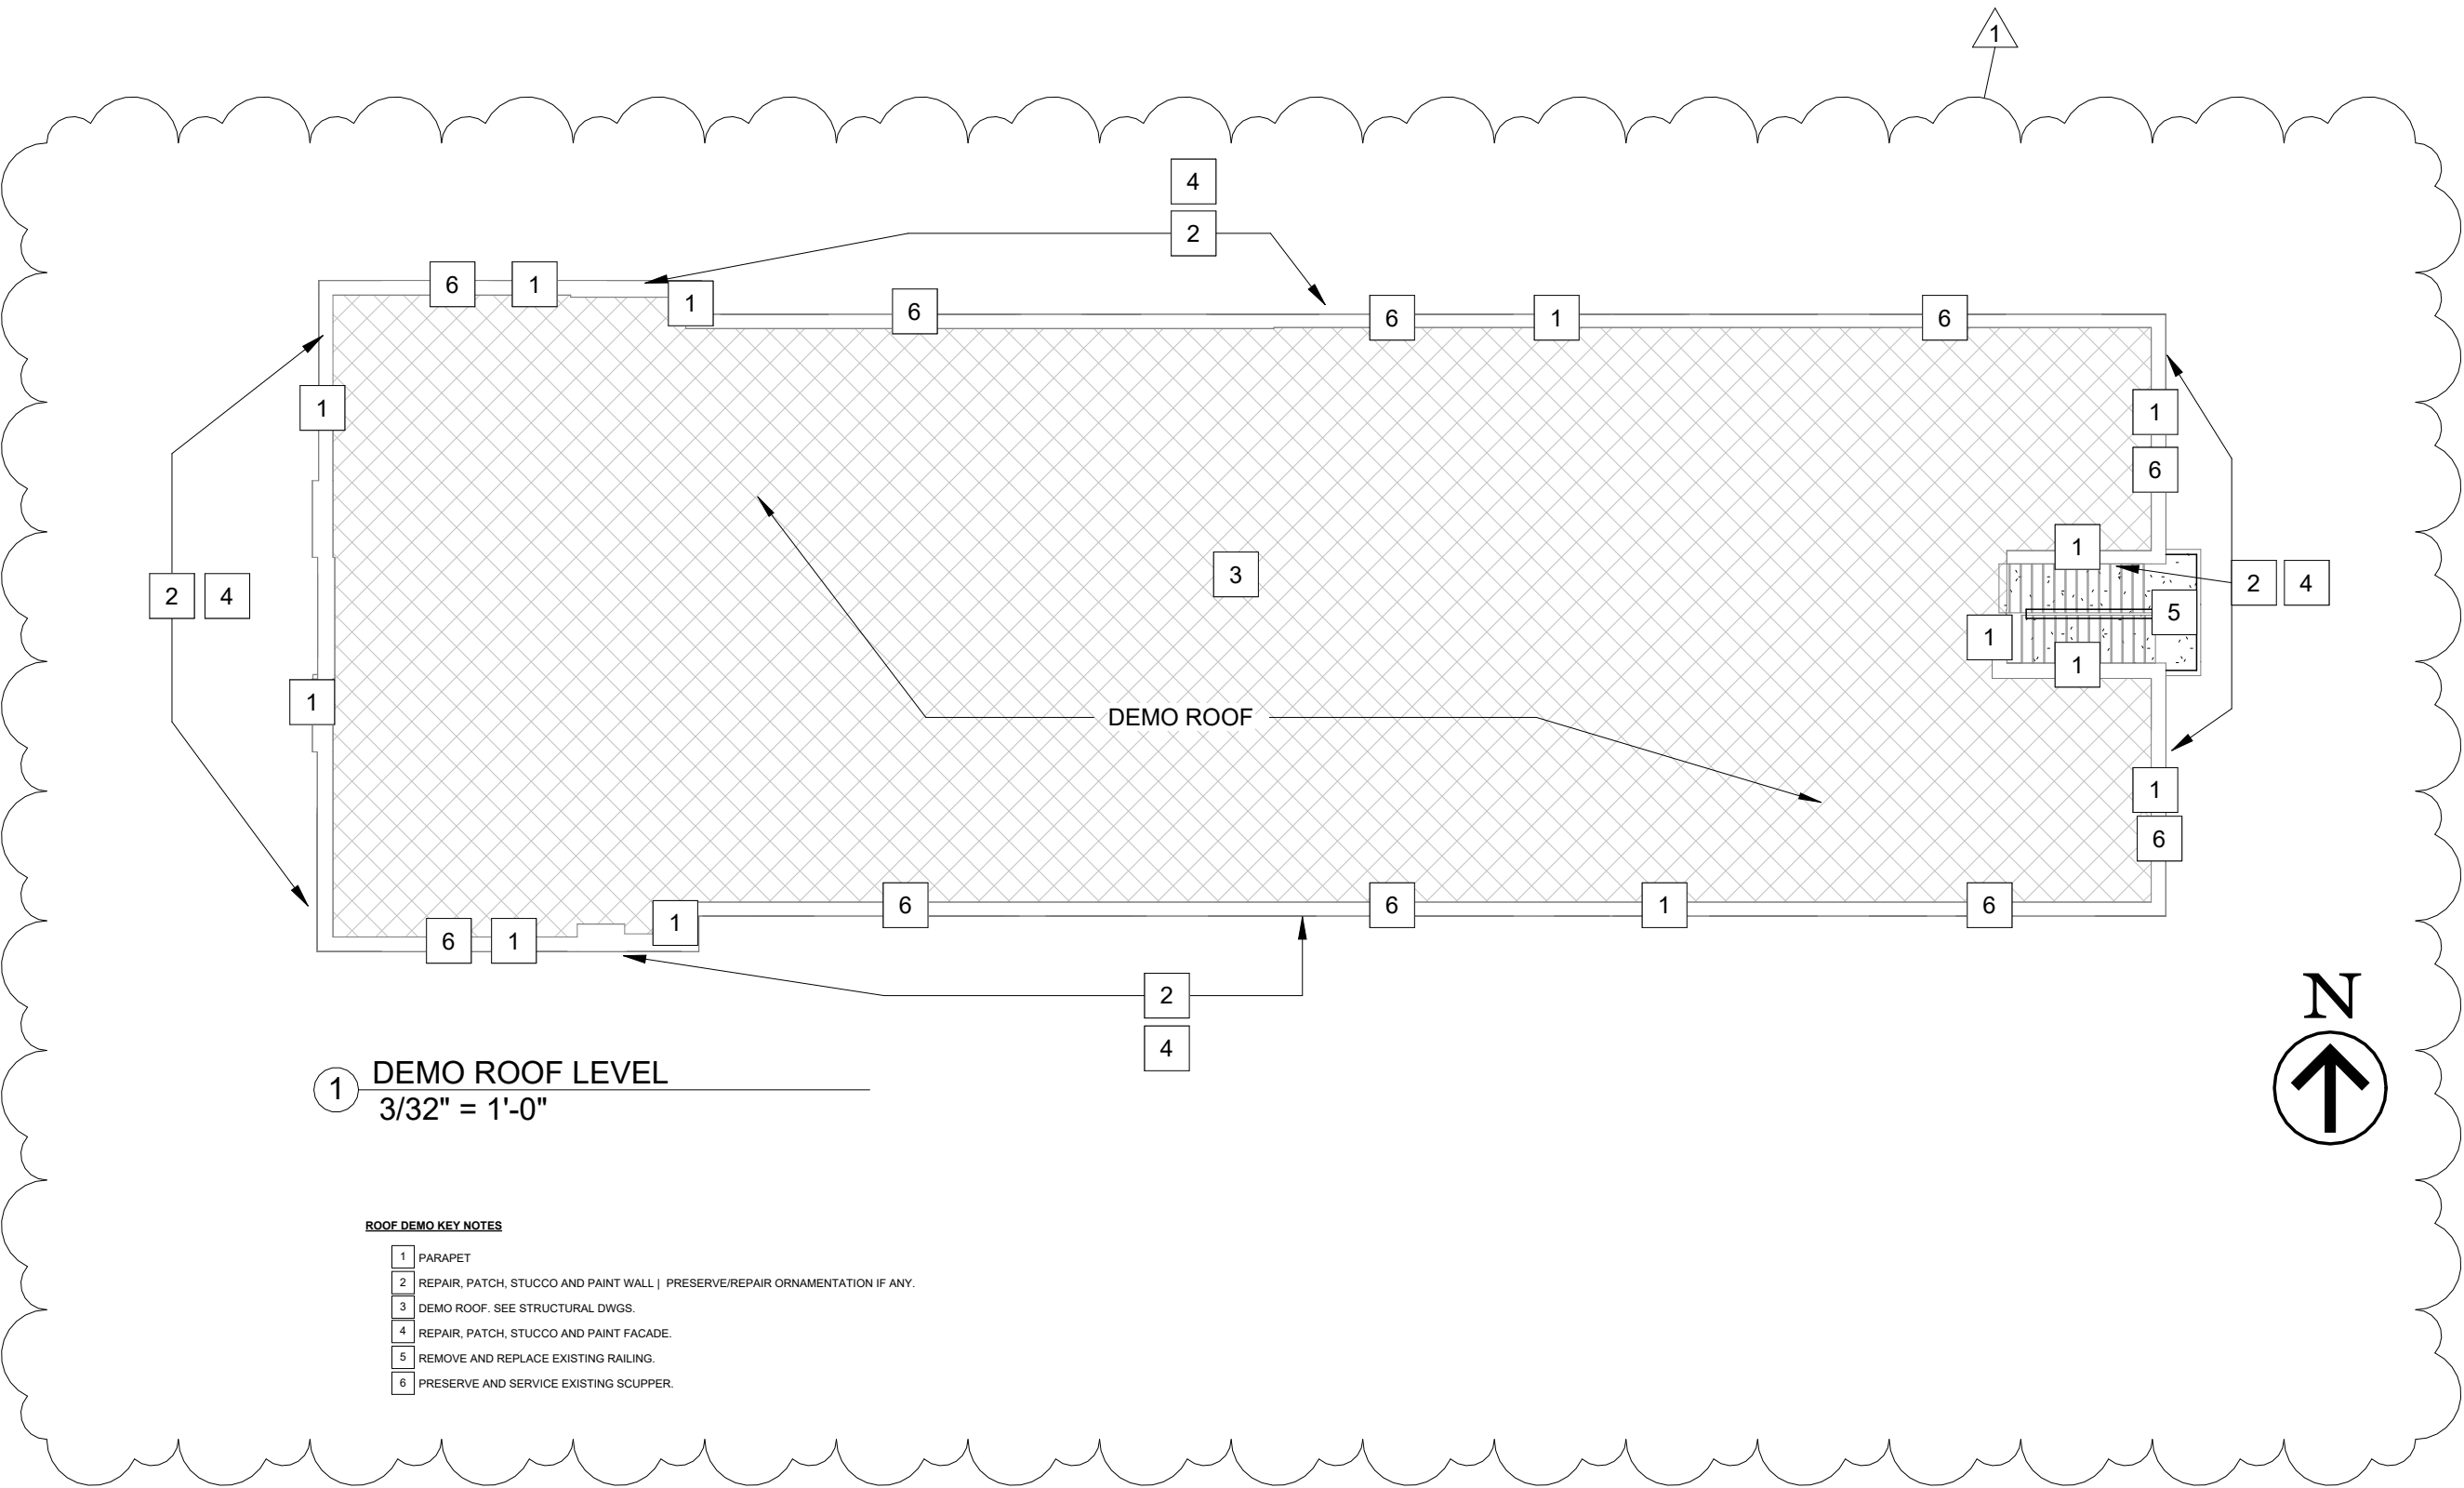 1
4
2
6 1
1
6
6
1
6
1
1
6
1
3
2 4
2 4
5
1
1
1
DEMO ROOF
1
6
6
6
1
6
1
6 1
2
4
N
1 DEMO ROOF LEVEL
3/32" = 1'-0"
ROOF DEMO KEY NOTES
1 PARAPET
2 REPAIR, PATCH, STUCCO AND PAINT WALL | PRESERVE/REPAIR ORNAMENTATION IF ANY.
3 DEMO ROOF. SEE STRUCTURAL DWGS.
4 REPAIR, PATCH, STUCCO AND PAINT FACADE.
5 REMOVE AND REPLACE EXISTING RAILING.
6 PRESERVE AND SERVICE EXISTING SCUPPER.